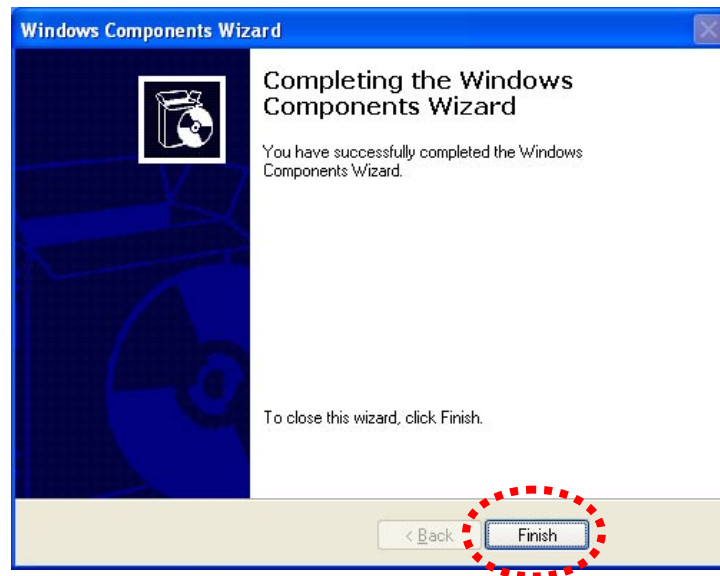 Windows Components Wizard
Completing the Windows
Components Wizard
You have successfully completed the Windows
Components Wizard.
To close this wizard, click Finish.
< Back
Finish